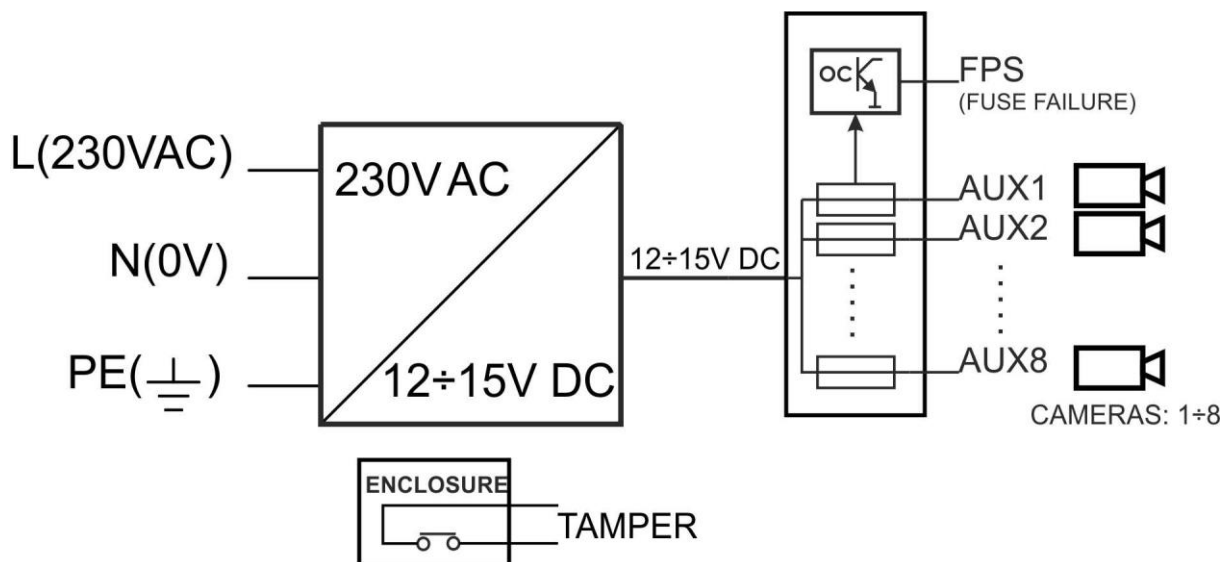 L(230VAC)
N(0V)
PE(⏚)
230V AC
12÷15V DC
12÷15V DC
OC
FPS
(FUSE FAILURE)
AUX1
AUX2
AUX8
CAMERAS: 1÷8
ENCLOSURE
TAMPER